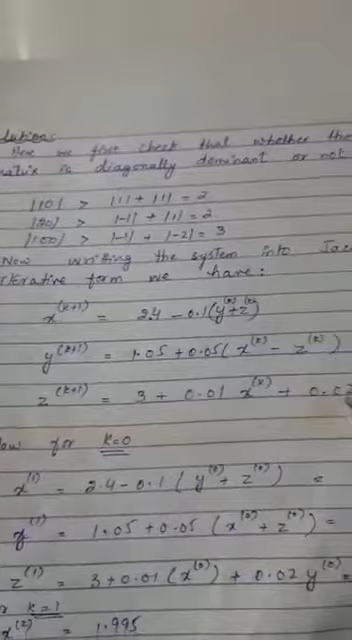 Here we first check that whether the
matrix is diagonally dominant or not
|10| > |1| + |1| = 2
|20| > |-1| + |1| = 2
|100| > |-1| + |-2| = 3
Now writing the system into Jac
iterative form we have:
x^(k+1) = 2.4 - 0.1(y^(k) + z^(k))
y^(k+1) = 1.05 + 0.05(x^(k) - z^(k))
z^(k+1) = 3 + 0.01 x^(k) + 0.02
Now for k=0
x^(1) = 2.4 - 0.1 ( y^(0) + z^(0) ) =
y^(1) = 1.05 + 0.05 ( x^(0) + z^(0) ) =
z^(1) = 3 + 0.01 ( x^(0) ) + 0.02 y^(0) =
k=1
x^(2) = 1.995